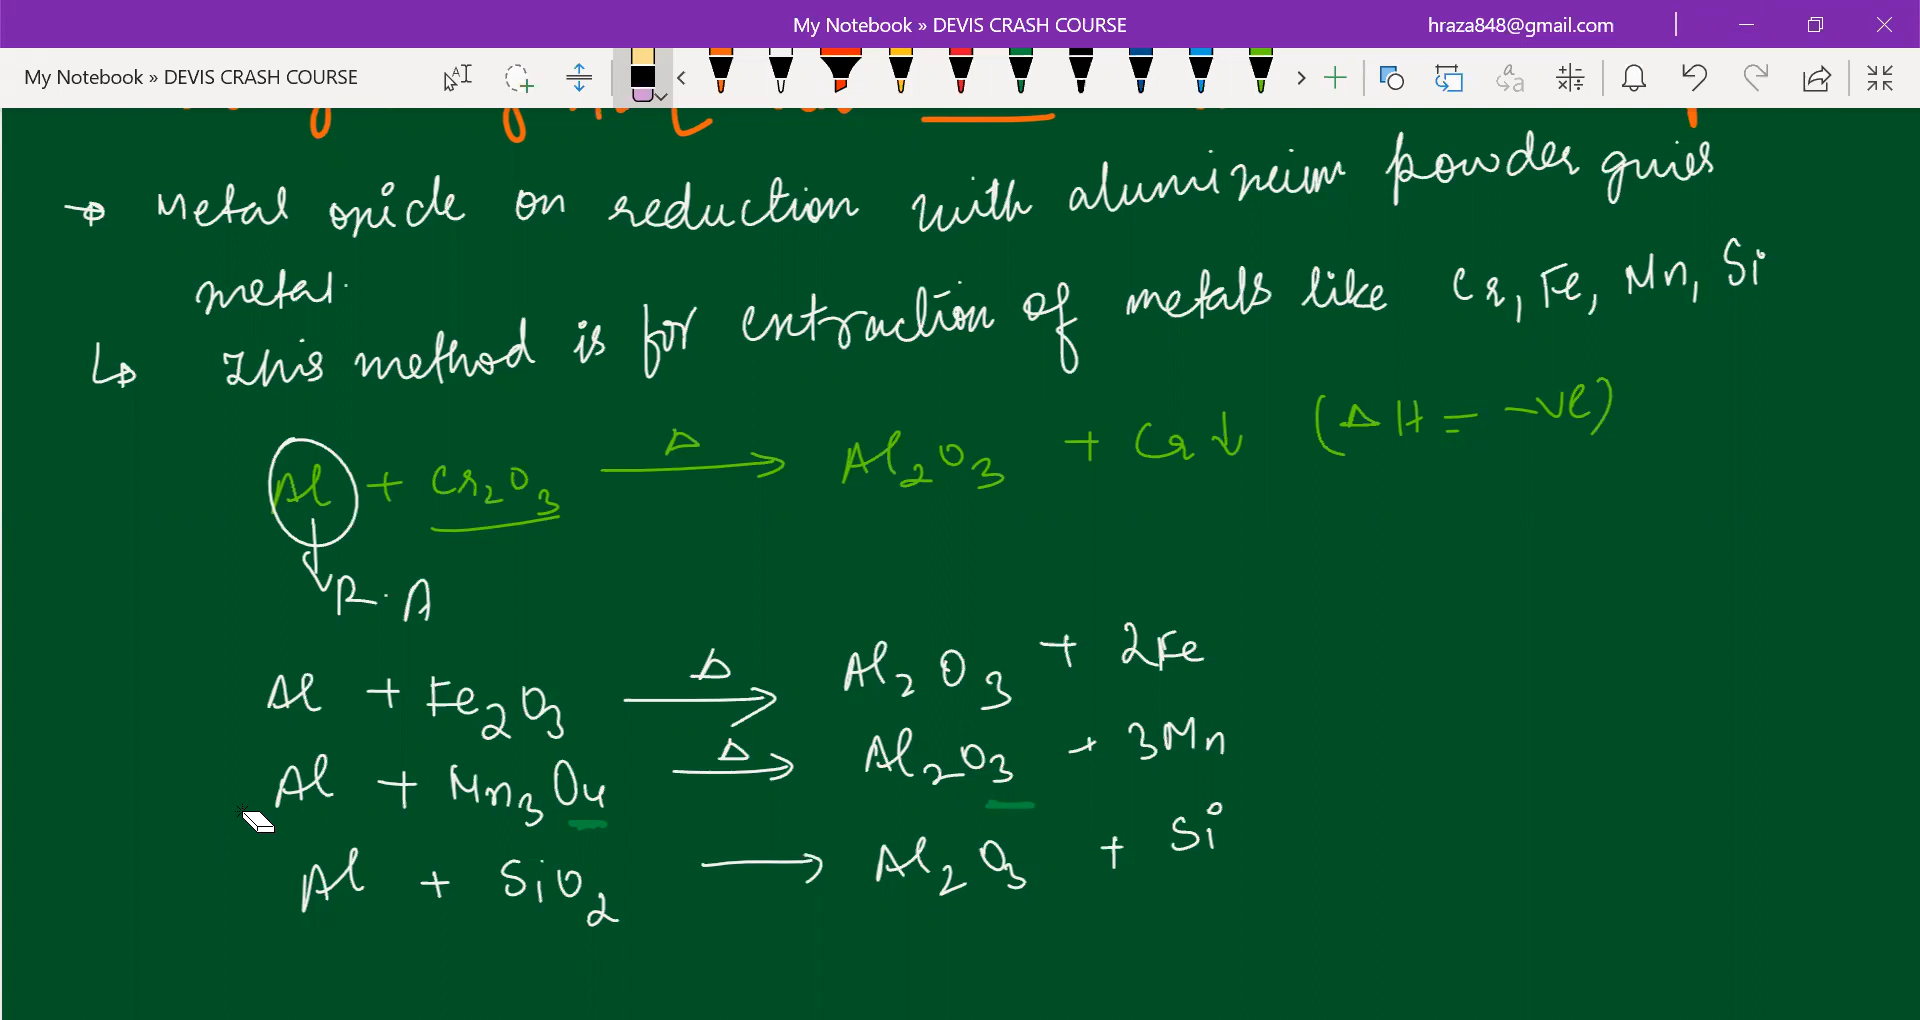 My Notebook » DEVIS CRASH COURSE
hraza848@gmail.com
My Notebook » DEVIS CRASH COURSE
→ Metal oxide on reduction with aluminium powder gives
metal.
↳ This method is for extraction of metals like Cr, Fe, Mn, Si
Al + Cr₂O₃ —Δ→ Al₂O₃ + Cr↓ (ΔH = -ve)
R.A
Al + Fe₂O₃ —Δ→ Al₂O₃ + 2Fe
Al + Mn₃O₄ —Δ→ Al₂O₃ + 3Mn
Al + SiO₂ → Al₂O₃ + Si